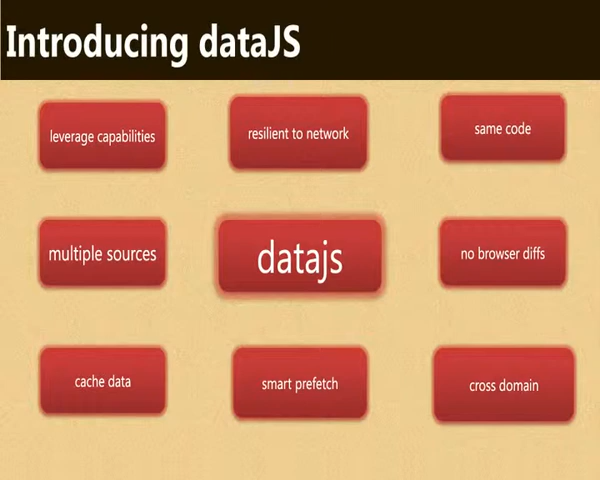 Introducing dataJS
leverage capabilities
resilient to network
same code
multiple sources
datajs
no browser diffs
cache data
smart prefetch
cross domain